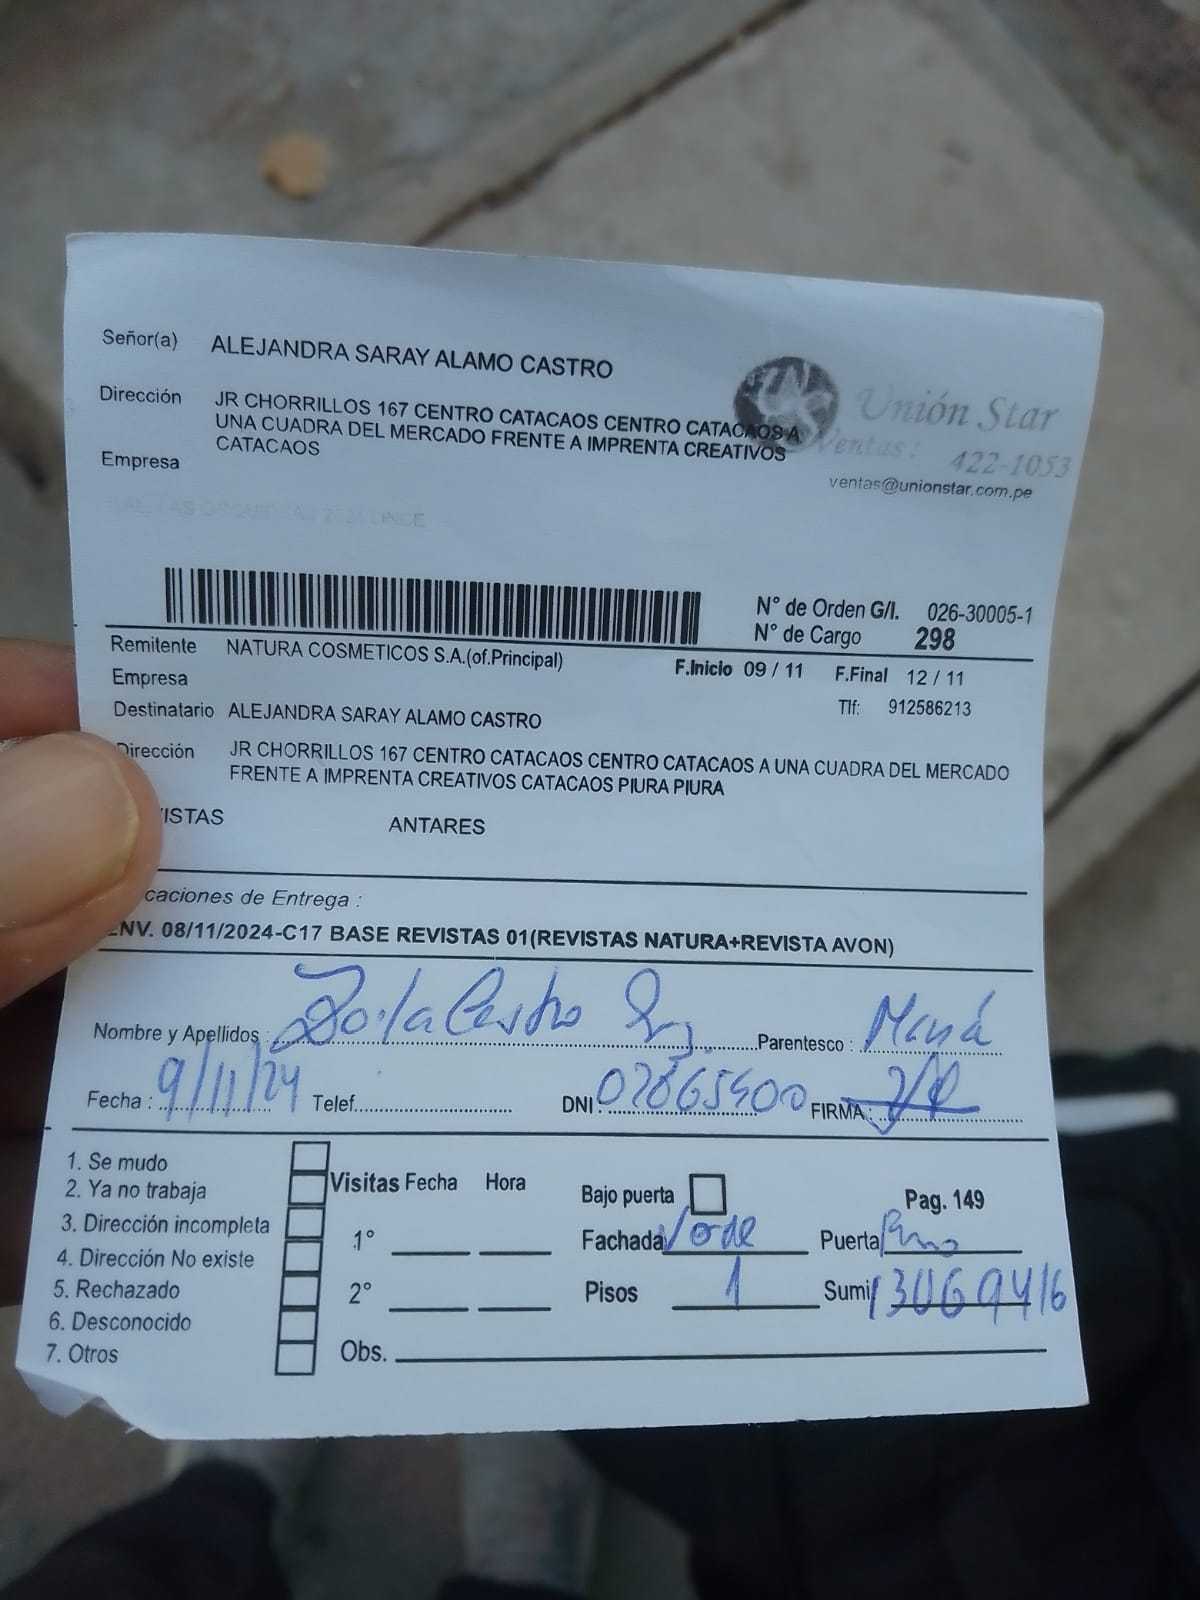 Señor(a) ALEJANDRA SARAY ALAMO CASTRO
Dirección JR CHORRILLOS 167 CENTRO CATACAOS CENTRO CATACAOS A
UNA CUADRA DEL MERCADO FRENTE A IMPRENTA CREATIVOS
CATACAOS
Empresa
Unión Star
Ventas:
422-1053
ventas@unionstar.com.pe
N° de Orden G/I. 026-30005-1
N° de Cargo 298
Remitente NATURA COSMETICOS S.A.(of.Principal)
F.Inicio 09 / 11 F.Final 12 / 11
Empresa
Tlf: 912586213
Destinatario ALEJANDRA SARAY ALAMO CASTRO
Dirección JR CHORRILLOS 167 CENTRO CATACAOS CENTRO CATACAOS A UNA CUADRA DEL MERCADO
FRENTE A IMPRENTA CREATIVOS CATACAOS PIURA PIURA
ISTAS ANTARES
caciones de Entrega :
ENV. 08/11/2024-C17 BASE REVISTAS 01(REVISTAS NATURA+REVISTA AVON)
Nombre y Apellidos : Zoila Castro Parentesco : Mamá
Fecha : 9/11/24 Telef. DNI : 02865400 FIRMA :
1. Se mudo
2. Ya no trabaja
3. Dirección incompleta
4. Dirección No existe
5. Rechazado
6. Desconocido
7. Otros
Visitas Fecha Hora
1°
2°
Obs.
Bajo puerta Pag. 149
Fachada Verde Puerta
Pisos 1 Sumi 13069416